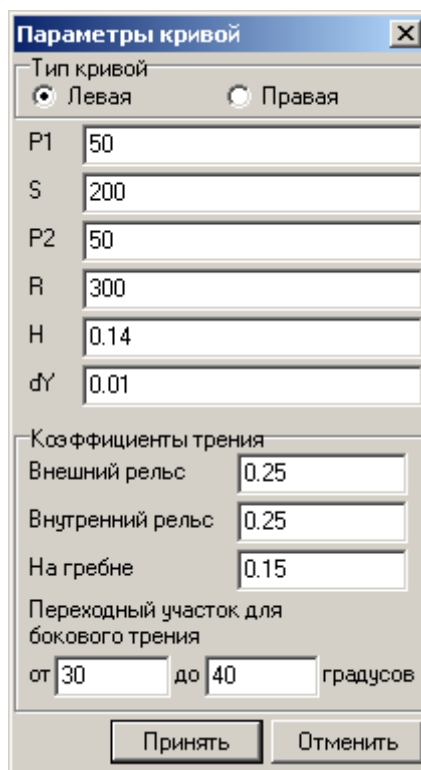 Параметры кривой
Тип кривой
Левая Правая
P1 50
S 200
P2 50
R 300
H 0.14
dY 0.01
Коэффициенты трения
Внешний рельс 0.25
Внутренний рельс 0.25
На гребне 0.15
Переходный участок для
бокового трения
от 30 до 40 градусов
Принять Отменить